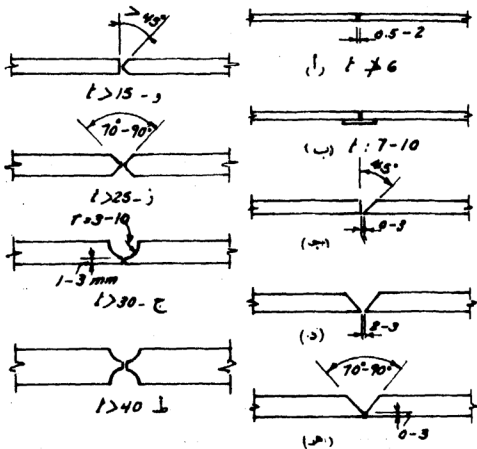 0.5-2
(أ) t ≯ 6
(ب) t : 7-10
45°
0-3
(جـ)
2-3
(د)
70°-90°
0-3
(هـ)
> 45°
t>15 - و
70°-90°
t>25 - ز
r=3-10
1-3 mm
t>30 - ح
t>40 ط